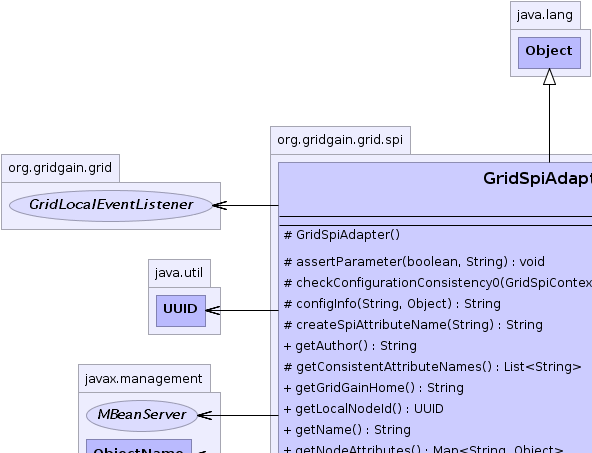 java.lang
Object
org.gridgain.grid.spi
org.gridgain.grid
GridLocalEventListener
java.util
UUID
javax.management
MBeanServer
ObjectName
GridSpiAdapt
# GridSpiAdapter()
# assertParameter(boolean, String) : void
# checkConfigurationConsistency0(GridSpiContex
# configInfo(String, Object) : String
# createSpiAttributeName(String) : String
+ getAuthor() : String
# getConsistentAttributeNames() : List<String>
+ getGridGainHome() : String
+ getLocalNodeId() : UUID
+ getName() : String
+ getNodeAttributes() : Map<String, Object>